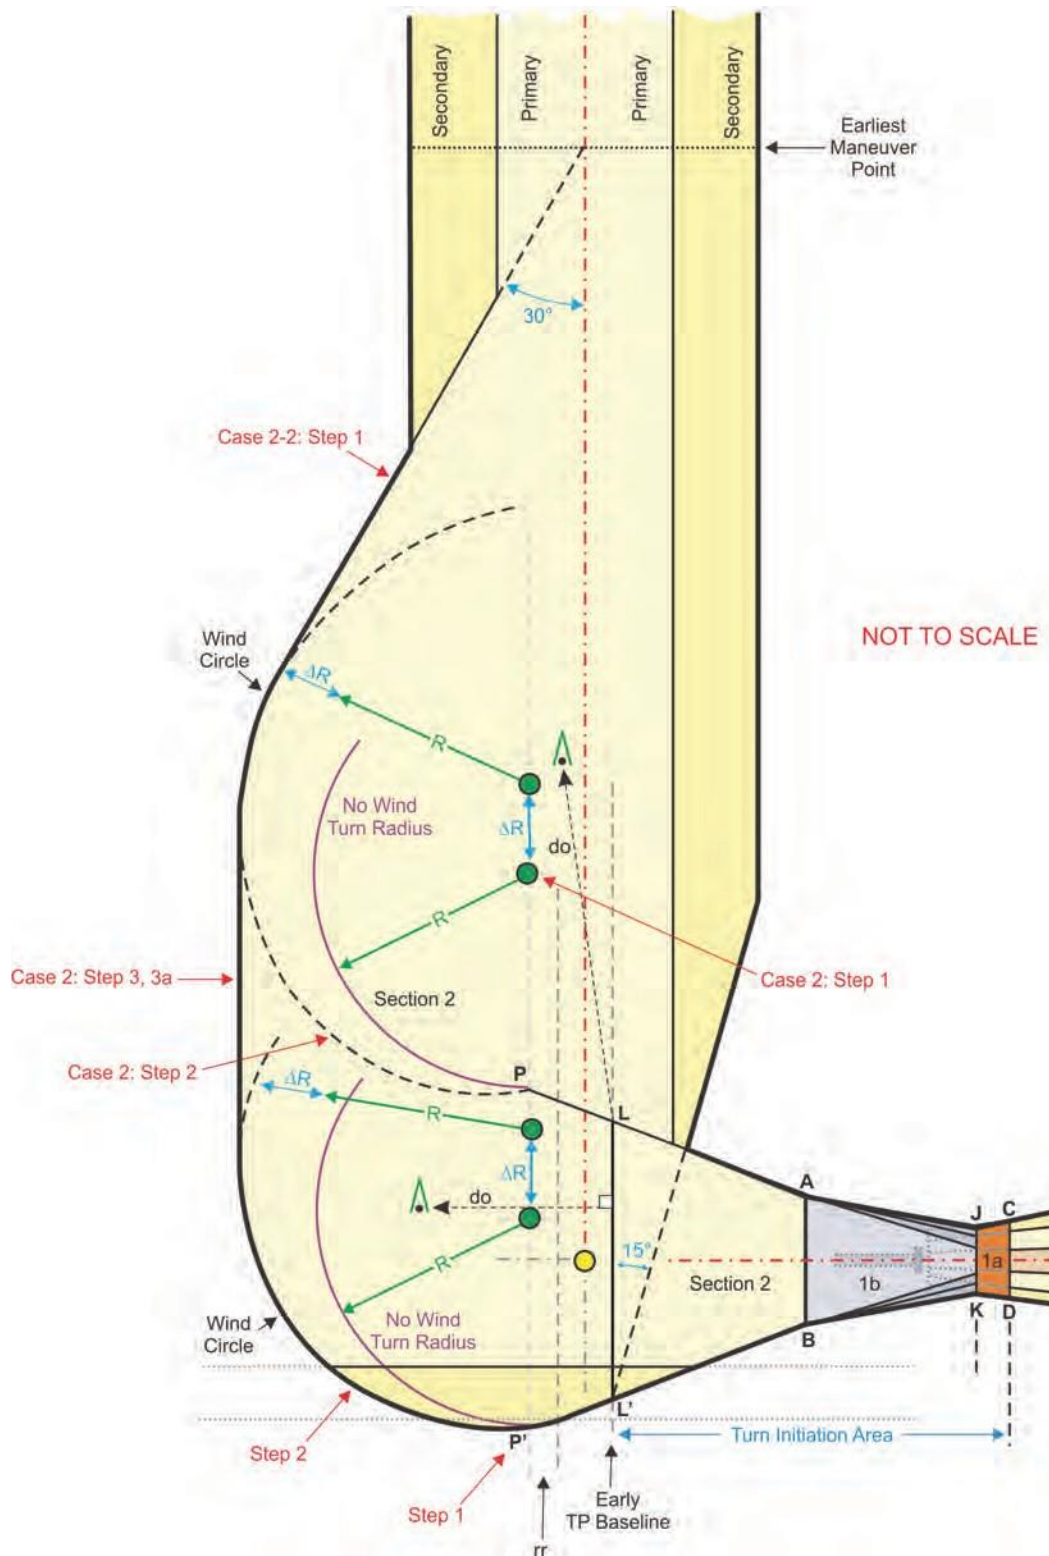 Secondary
Primary
Primary
Secondary
Earliest
Maneuver
Point
30°
Case 2-2: Step 1
Wind
Circle
NOT TO SCALE
ΔR
R
No Wind
Turn Radius
ΔR
do
R
Case 2: Step 3, 3a
Section 2
Case 2: Step 1
Case 2: Step 2
P
ΔR
R
L
ΔR
A
do
J
C
15°
1a
R
Section 2
1b
Wind
Circle
No Wind
Turn Radius
B
K
D
L'
P'
Turn Initiation Area
Step 2
Step 1
Early
TP Baseline
rr